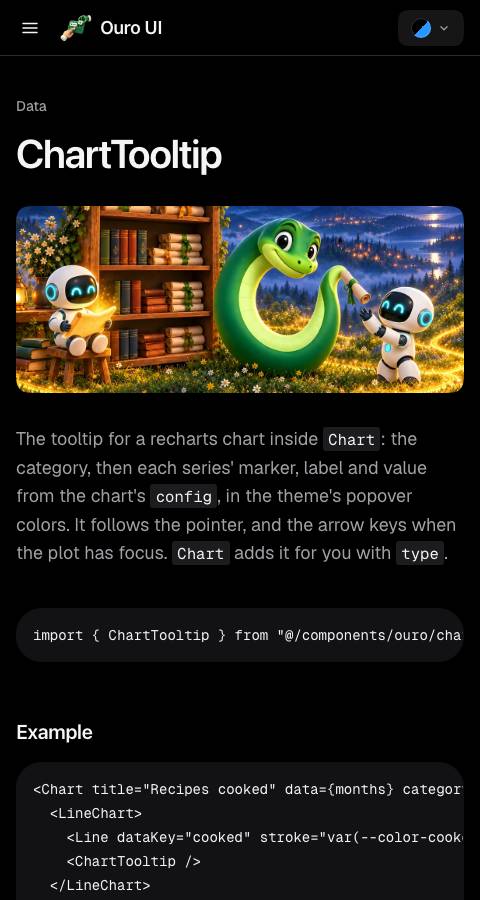 Ouro UI
Data
ChartTooltip
The tooltip for a recharts chart inside Chart: the
category, then each series' marker, label and value
from the chart's config, in the theme's popover
colors. It follows the pointer, and the arrow keys when
the plot has focus. Chart adds it for you with type.
import { ChartTooltip } from "@/components/ouro/cha
Example
<Chart title="Recipes cooked" data={months} categor
<LineChart>
<Line dataKey="cooked" stroke="var(--color-cook
<ChartTooltip />
</LineChart>